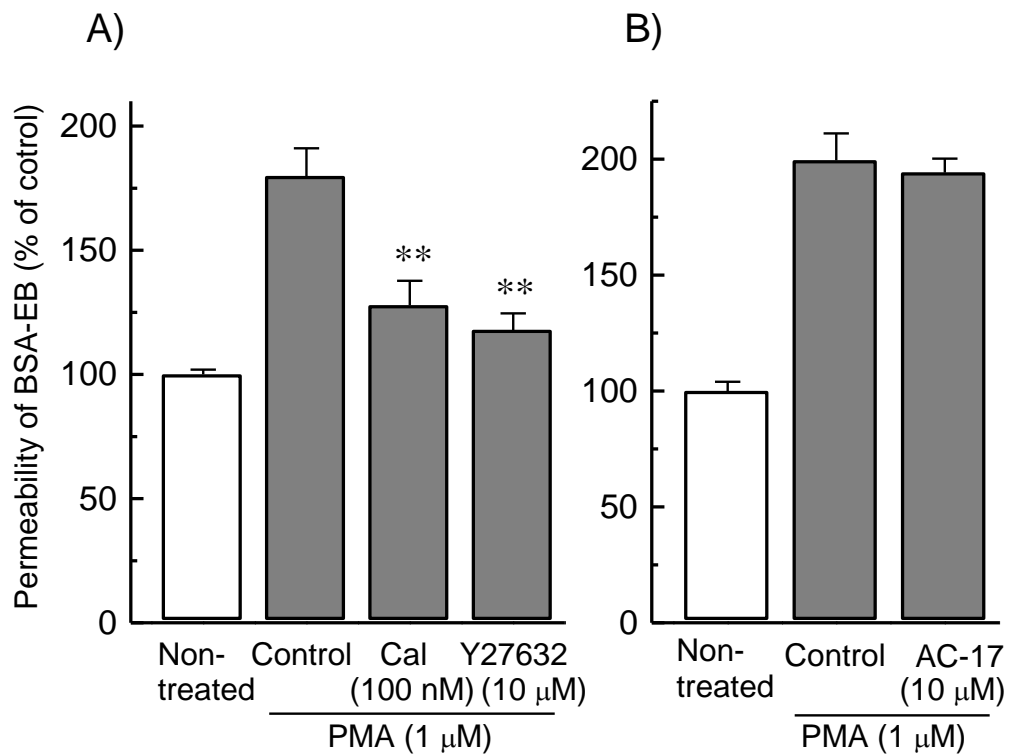 A)
Permeability of BSA-EB (% of cotrol)
200
150
100
50
0
**
**
Non-
treated
Control
Cal
(100 nM)
Y27632
(10 μM)
PMA (1 μM)
B)
200
150
100
50
0
Non-
treated
Control
AC-17
(10 μM)
PMA (1 μM)